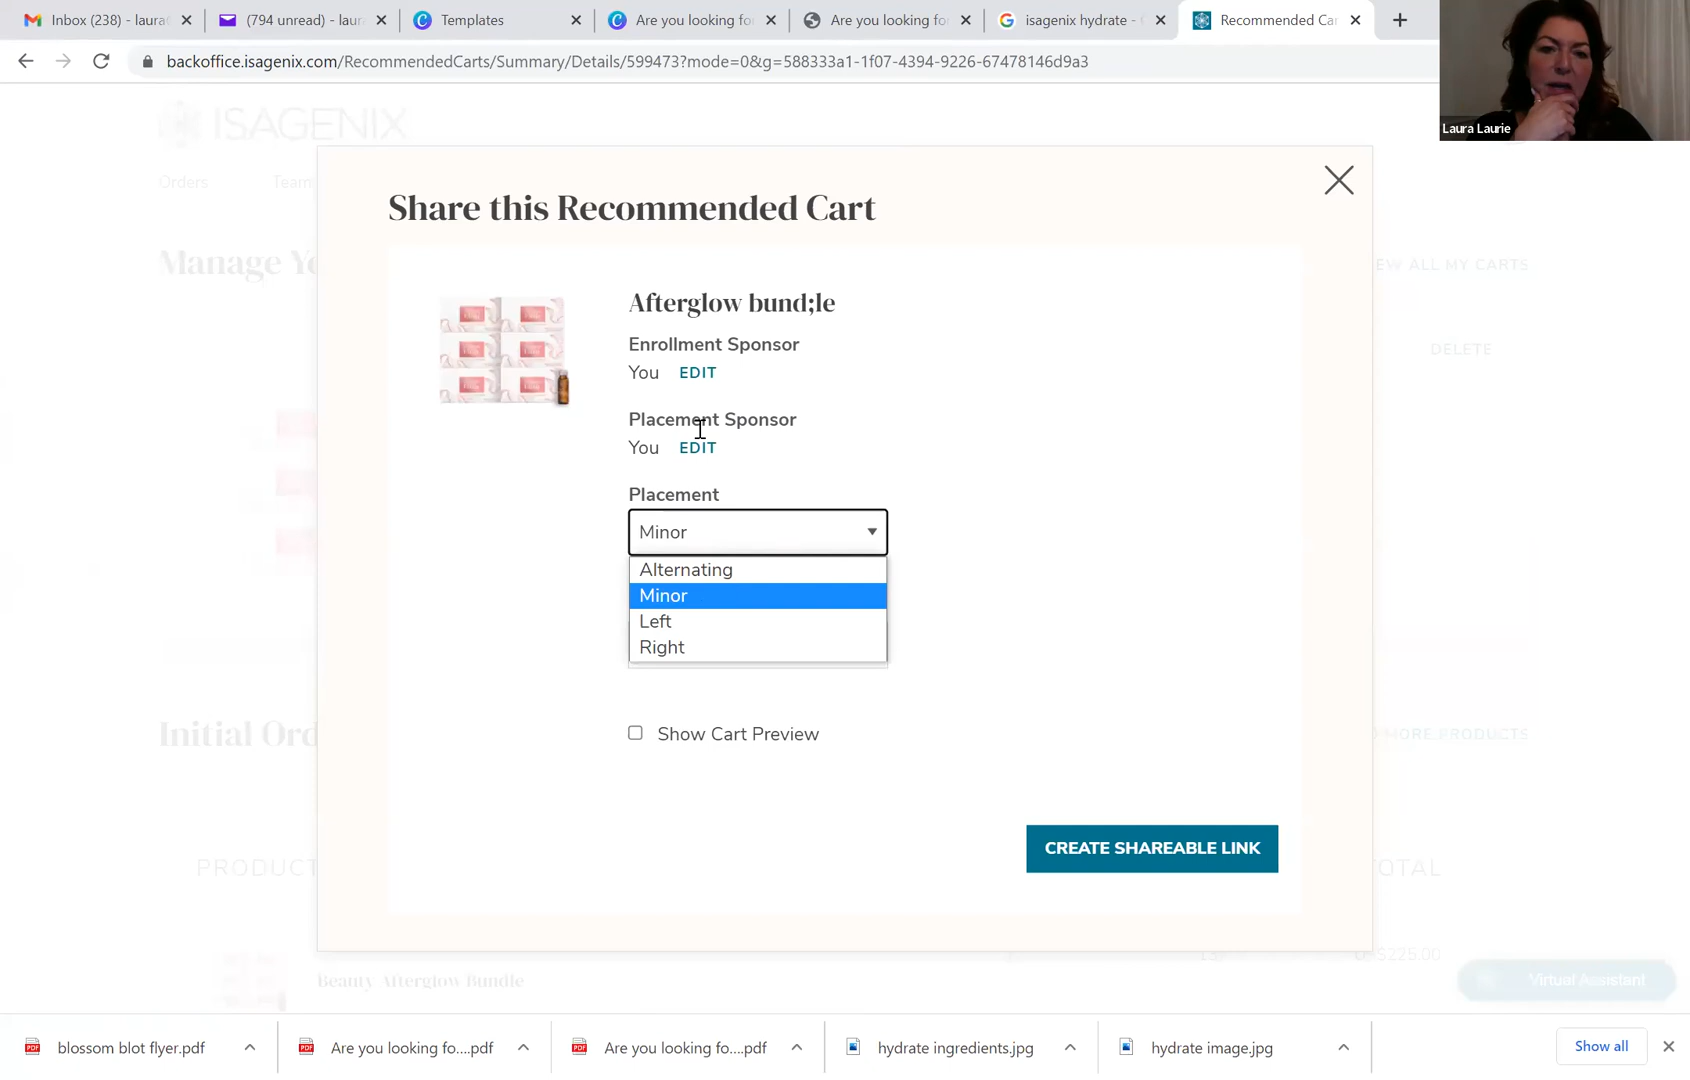 Inbox (238) - laura
(794 unread) - laur
Templates
Are you looking fo
Are you looking fo
isagenix hydrate -
Recommended Car
backoffice.isagenix.com/RecommendedCarts/Summary/Details/599473?mode=0&g=588333a1-1f07-4394-9226-67478146d9a3
Laura Laurie
ISAGENIX
Orders
Team
Share this Recommended Cart
Manage Yo
EW ALL MY CARTS
Afterglow bund;le
Enrollment Sponsor
You EDIT
DELETE
Placement Sponsor
You EDIT
Placement
Minor
Alternating
Minor
Left
Right
Show Cart Preview
Initial Ord
MORE PRODUCTS
CREATE SHAREABLE LINK
PRODUCT
TOTAL
Beauty Afterglow Bundle
$225.00
Virtual Assistant
blossom blot flyer.pdf
Are you looking fo....pdf
Are you looking fo....pdf
hydrate ingredients.jpg
hydrate image.jpg
Show all